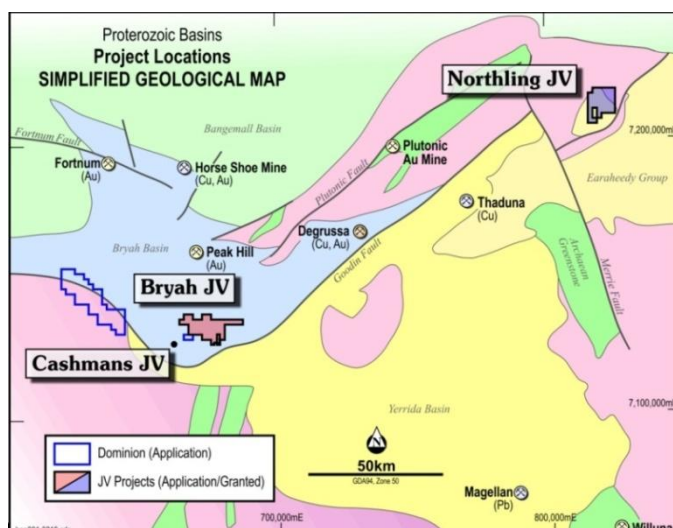 Proterozoic Basins
Project Locations
SIMPLIFIED GEOLOGICAL MAP
Northling JV
Bangemall Basin
Fortnum Fault
Fortnum
(Au)
Horse Shoe Mine
(Cu, Au)
Plutonic Fault
Plutonic
Au Mine
7,200,000m
Earaheedy Group
Thaduna
(Cu)
Degrussa
(Cu, Au)
Bryah Basin
Peak Hill
(Au)
Goodin Fault
Archaean
Greenstone
Merrie Fault
Bryah JV
Cashmans JV
Yerrida Basin
7,100,000m
Dominion (Application)
JV Projects (Application/Granted)
N
50km
GDA94, Zone 50
Magellan
(Pb)
700,000mE
800,000mE
Wiluna